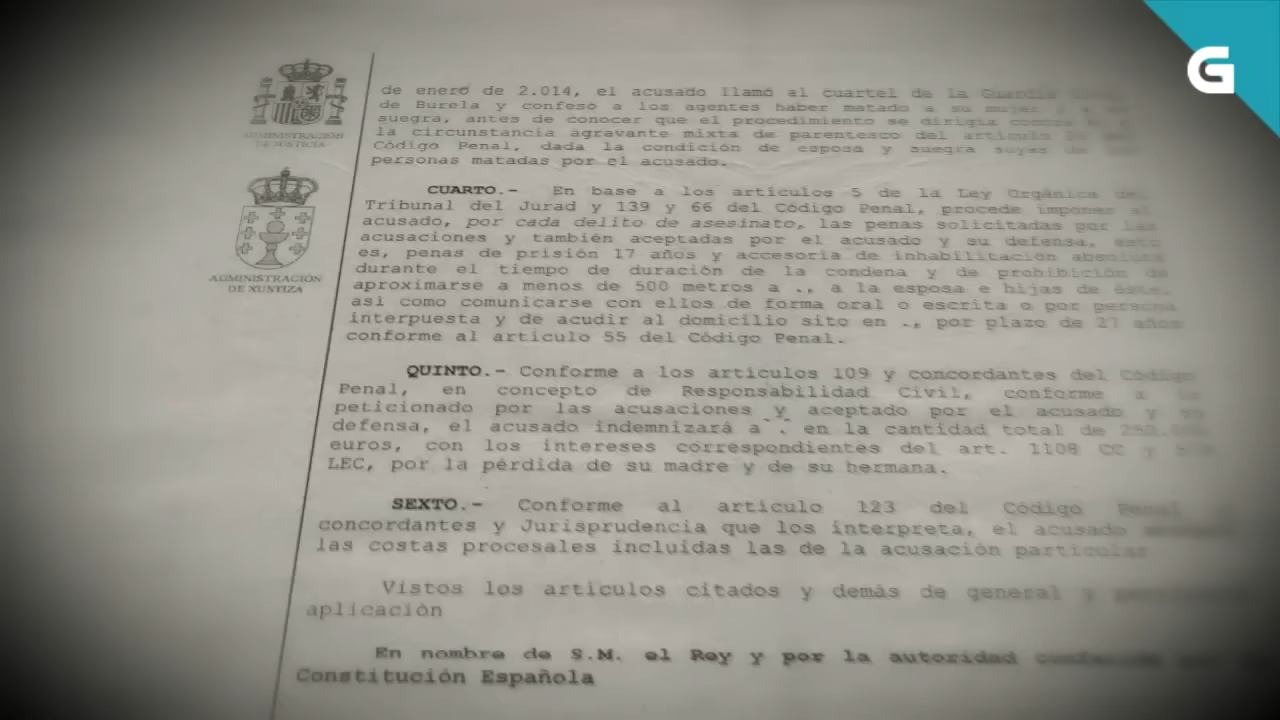 G
ADMINISTRACIÓN
DE JUSTICIA
ADMINISTRACIÓN
DE XUSTIZA
de enero de 2.014, el acusado llamó al cuartel de la Guardia
de Burela y confesó a los agentes haber matado a su mujer y a
suegra, antes de conocer que el procedimiento se dirigía contra
la circunstancia agravante mixta de parentesco del artículo
Código Penal, dada la condición de esposa y suegra suyas de
personas matadas por el acusado.
CUARTO.- En base a los artículos 5 de la Ley Orgánica del
Tribunal del Jurad y 139 y 66 del Código Penal, procede imponer al
acusado, por cada delito de asesinato, las penas solicitadas por las
acusaciones y también aceptadas por el acusado y su defensa, esto
es, penas de prisión 17 años y accesoria de inhabilitación absoluta
durante el tiempo de duración de la condena y de prohibición de
aproximarse a menos de 500 metros a ., a la esposa e hijas de éste,
así como comunicarse con ellos de forma oral o escrita o por persona
interpuesta y de acudir al domicilio sito en ., por plazo de 27 años
conforme al artículo 55 del Código Penal.
QUINTO.- Conforme a los artículos 109 y concordantes del Código
Penal, en concepto de Responsabilidad Civil, conforme a lo
peticionado por las acusaciones y aceptado por el acusado y su
defensa, el acusado indemnizará a . en la cantidad total de
euros, con los intereses correspondientes del art. 1108 CC y
LEC, por la pérdida de su madre y de su hermana.
SEXTO.- Conforme al artículo 123 del Código Penal
concordantes y Jurisprudencia que los interpreta, el acusado
las costas procesales incluidas las de la acusación particular
Vistos los artículos citados y demás de general y
aplicación
En nombre de S.M. el Rey y por la autoridad
Constitución Española